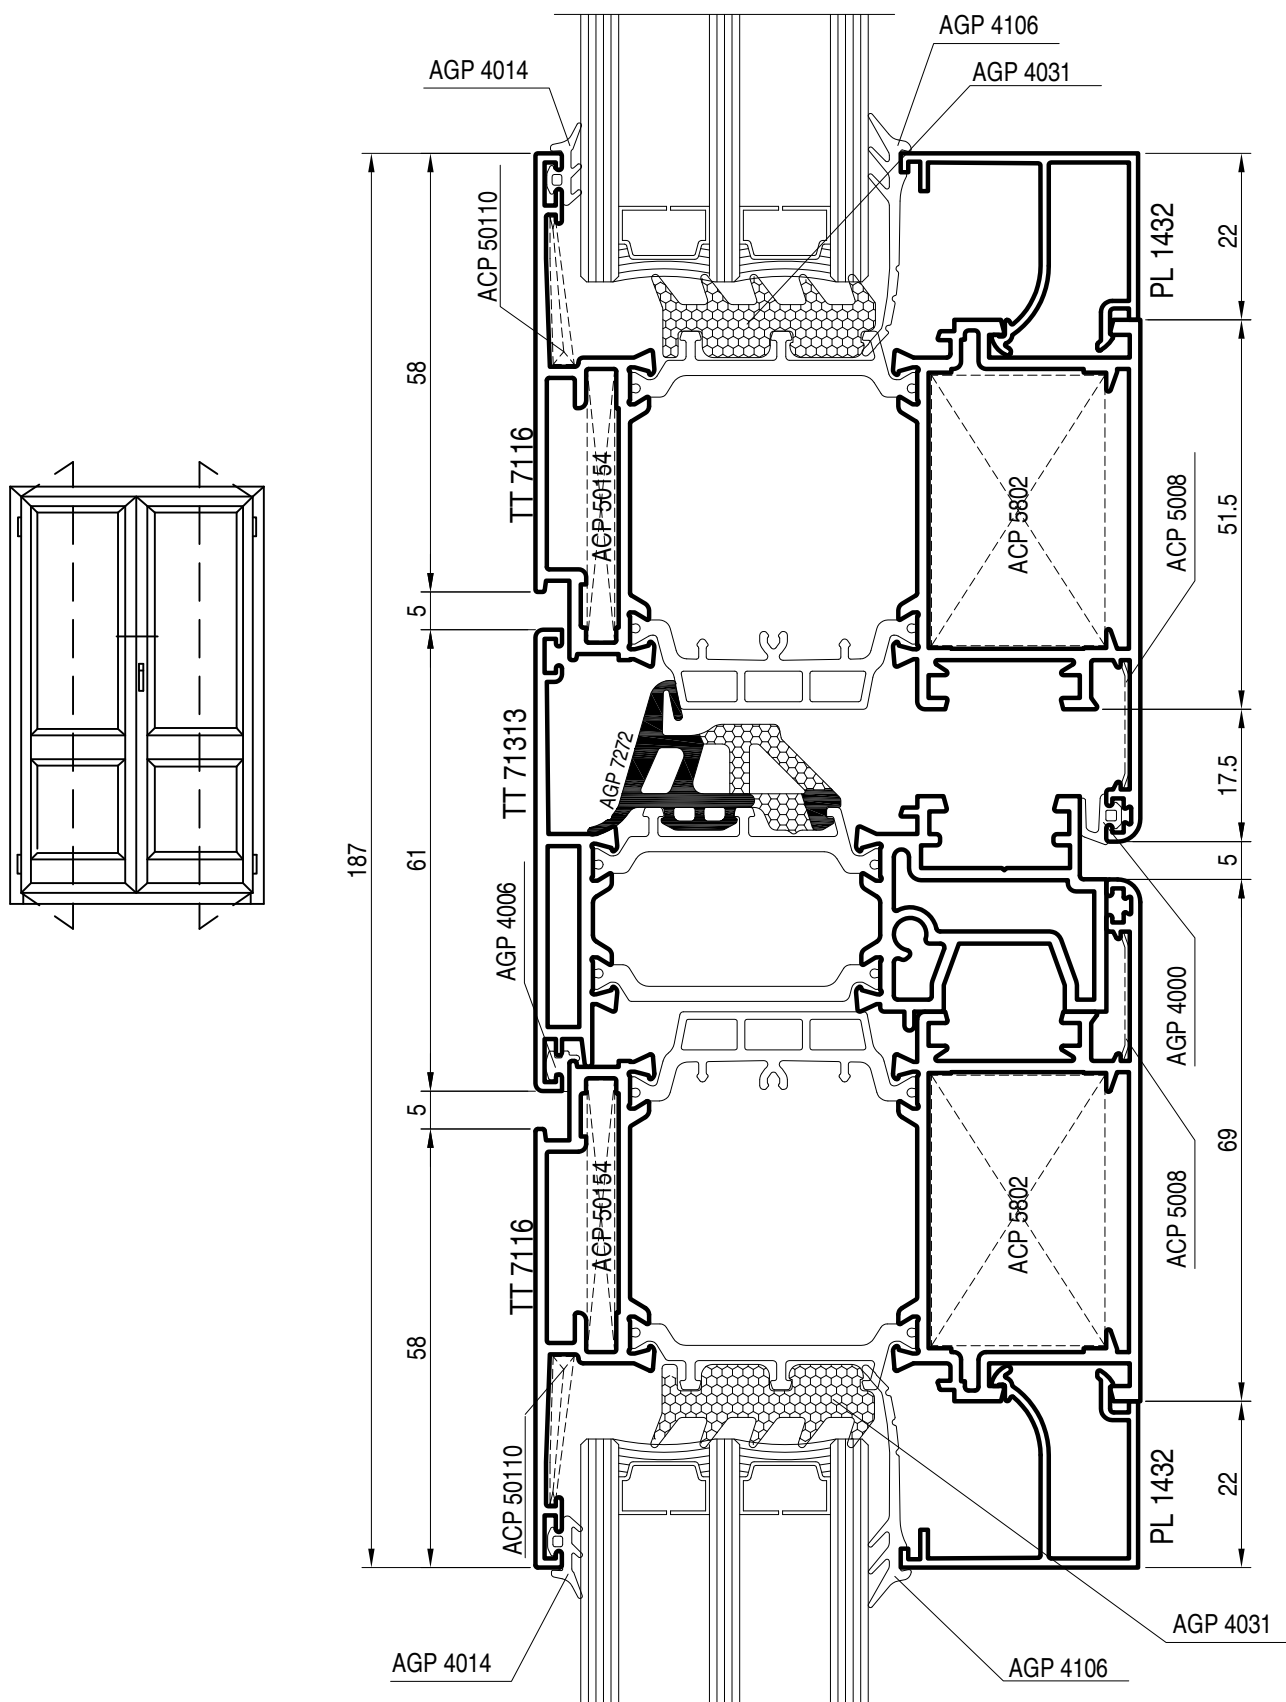 AGP 4106
AGP 4014
AGP 4031
ACP 50110
PL 1432
22
58
TT 7116
ACP 50154
ACP 5802
ACP 5008
51.5
5
TT 71313
AGP 7272
17.5
187
61
5
AGP 4006
AGP 4000
5
69
ACP 50154
ACP 5802
ACP 5008
TT 7116
58
ACP 50110
PL 1432
22
AGP 4031
AGP 4014
AGP 4106